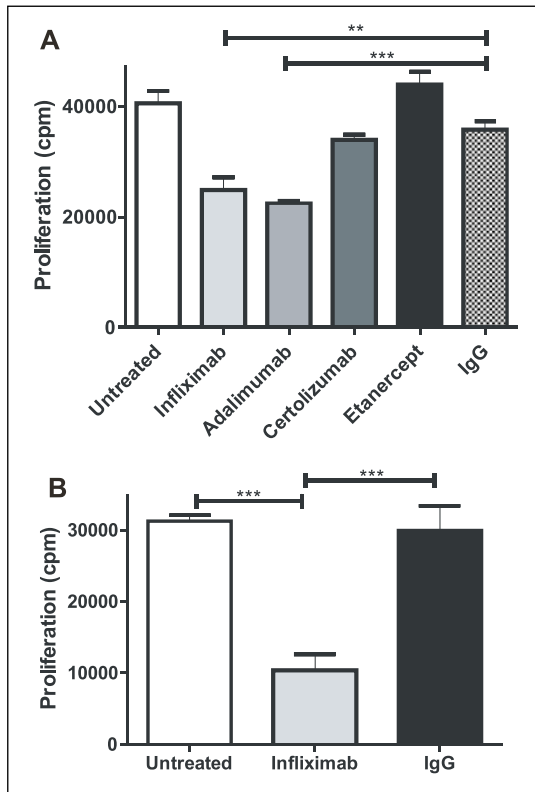 A
**
***
Proliferation (cpm)
40000
20000
0
Untreated
Infliximab
Adalimumab
Certolizumab
Etanercept
IgG
B
***
***
Proliferation (cpm)
30000
20000
10000
0
Untreated
Infliximab
IgG